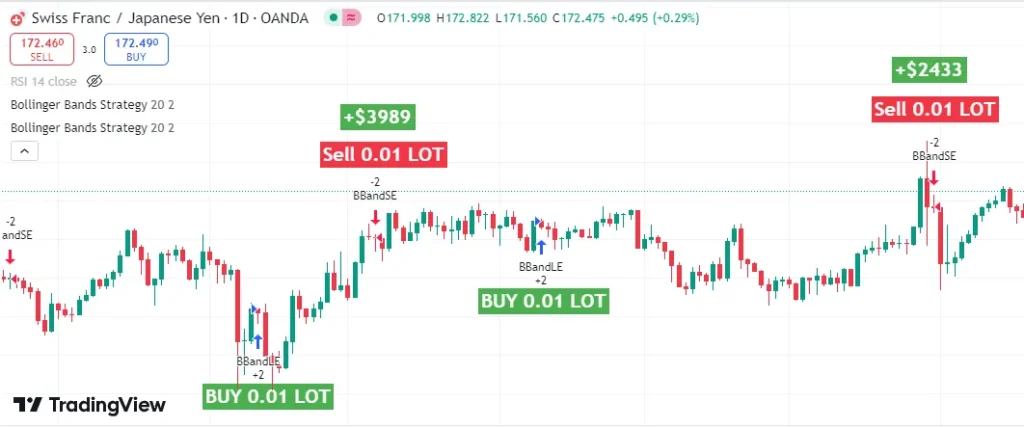 Swiss Franc / Japanese Yen · 1D · OANDA
O171.998 H172.822 L171.560 C172.475 +0.495 (+0.29%)
172.460
SELL
3.0
172.490
BUY
RSI 14 close
Bollinger Bands Strategy 20 2
Bollinger Bands Strategy 20 2
+$3989
Sell 0.01 LOT
-2
BBandSE
+$2433
Sell 0.01 LOT
-2
BBandSE
-2
andSE
BBandLE
+2
BUY 0.01 LOT
BBandLE
+2
BUY 0.01 LOT
TradingView